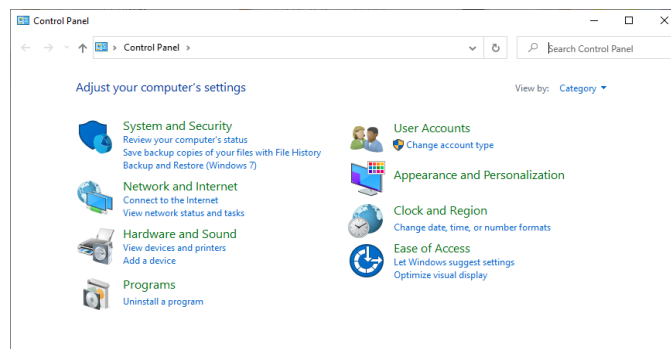 Control Panel
Control Panel
Search Control Panel
Adjust your computer's settings
View by: Category
System and Security
Review your computer's status
Save backup copies of your files with File History
Backup and Restore (Windows 7)
Network and Internet
Connect to the Internet
View network status and tasks
Hardware and Sound
View devices and printers
Add a device
Programs
Uninstall a program
User Accounts
Change account type
Appearance and Personalization
Clock and Region
Change date, time, or number formats
Ease of Access
Let Windows suggest settings
Optimize visual display